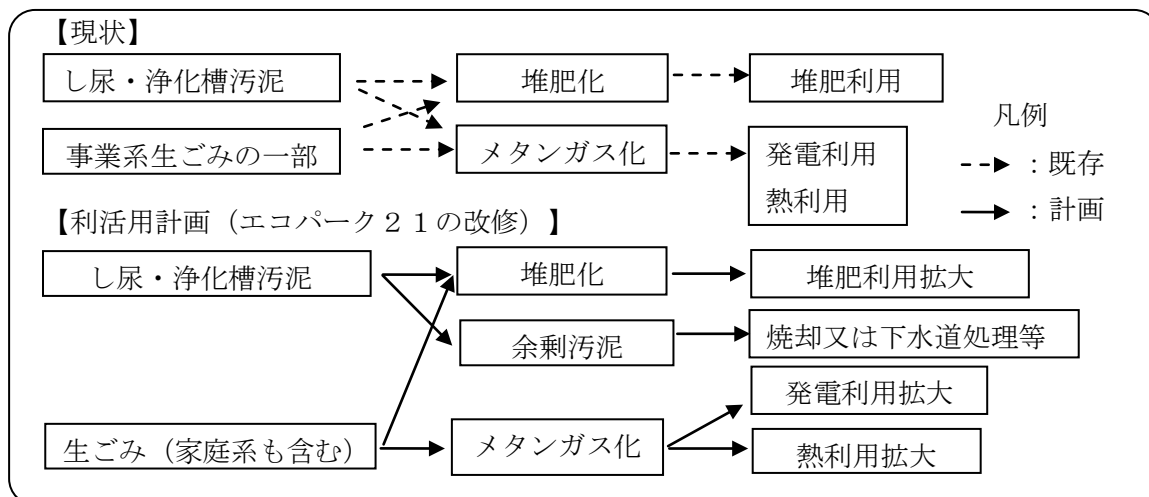 【現状】
し尿・浄化槽汚泥
堆肥化
堆肥利用
凡例
事業系生ごみの一部
メタンガス化
発電利用
熱利用
：既存
：計画
【利活用計画（エコパーク２１の改修）】
し尿・浄化槽汚泥
堆肥化
堆肥利用拡大
余剰汚泥
焼却又は下水道処理等
発電利用拡大
生ごみ（家庭系も含む）
メタンガス化
熱利用拡大